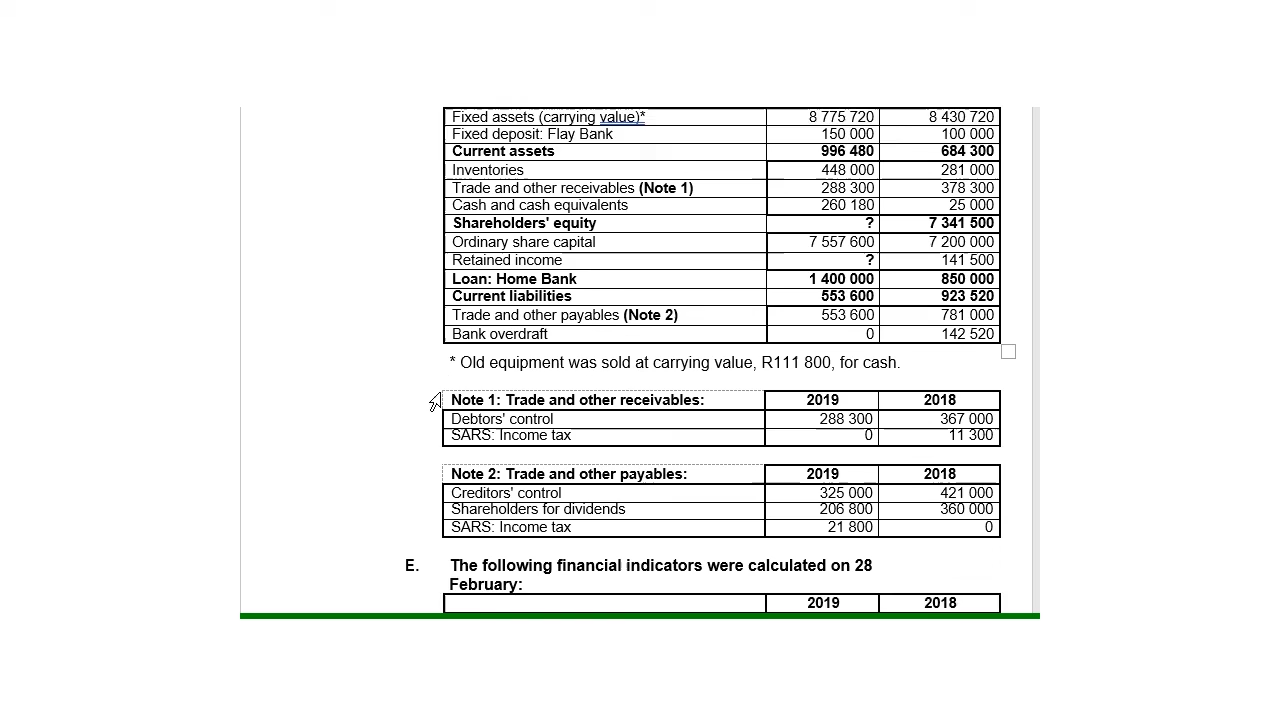 Fixed assets (carrying value)* 8 775 720 8 430 720
Fixed deposit: Flay Bank 150 000 100 000
Current assets 996 480 684 300
Inventories 448 000 281 000
Trade and other receivables (Note 1) 288 300 378 300
Cash and cash equivalents 260 180 25 000
Shareholders' equity ? 7 341 500
Ordinary share capital 7 557 600 7 200 000
Retained income ? 141 500
Loan: Home Bank 1 400 000 850 000
Current liabilities 553 600 923 520
Trade and other payables (Note 2) 553 600 781 000
Bank overdraft 0 142 520
* Old equipment was sold at carrying value, R111 800, for cash.
Note 1: Trade and other receivables: 2019 2018
Debtors' control 288 300 367 000
SARS: Income tax 0 11 300
Note 2: Trade and other payables: 2019 2018
Creditors' control 325 000 421 000
Shareholders for dividends 206 800 360 000
SARS: Income tax 21 800 0
E. The following financial indicators were calculated on 28
February:
2019 2018